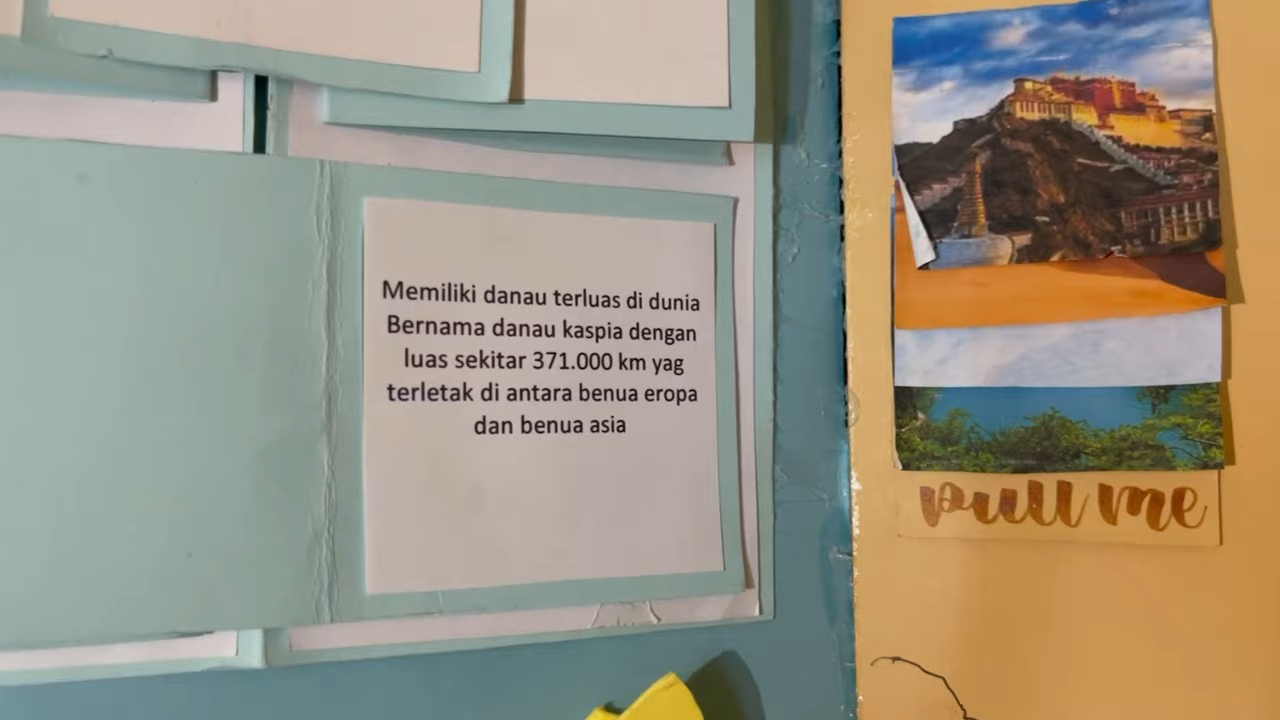 Memiliki danau terluas di dunia
Bernama danau kaspia dengan
luas sekitar 371.000 km yag
terletak di antara benua eropa
dan benua asia
pull me